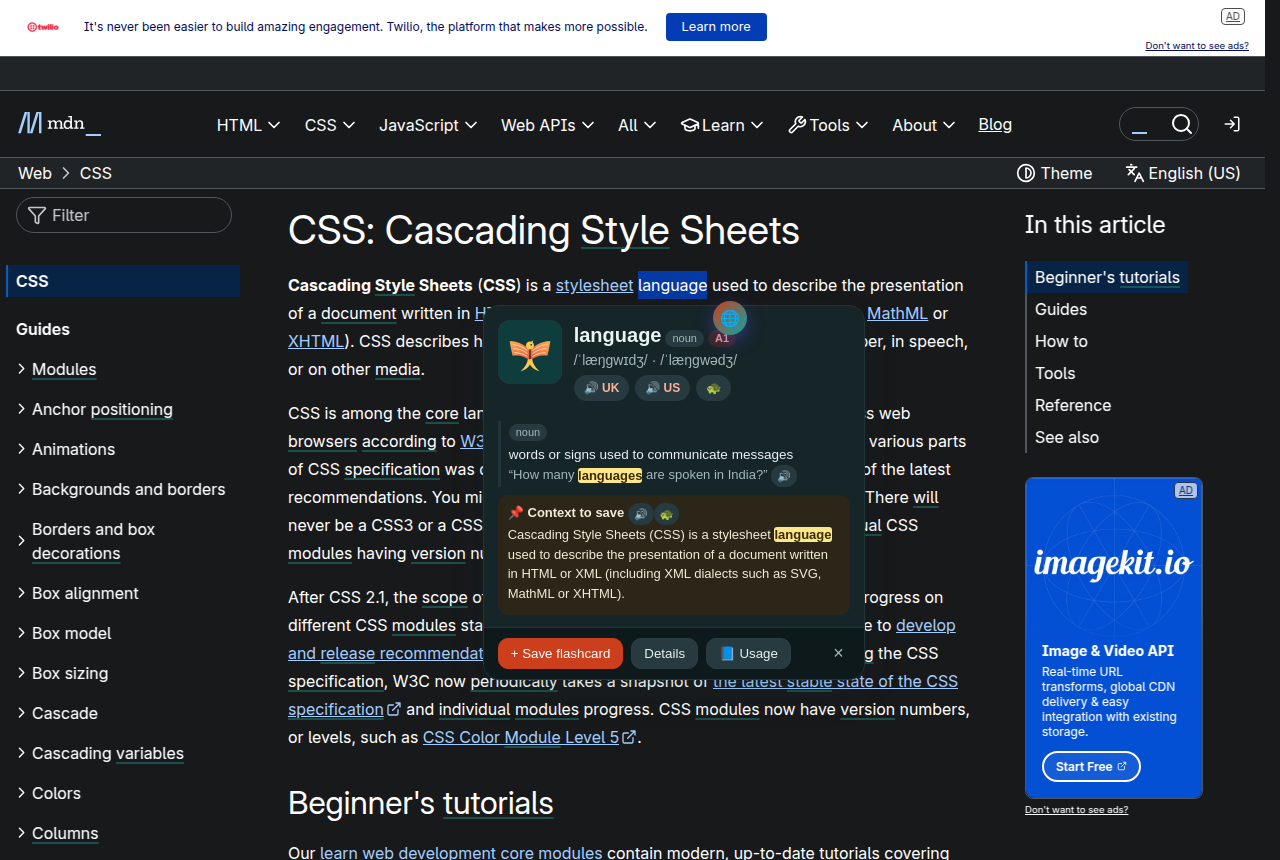 twilio
It's never been easier to build amazing engagement. Twilio, the platform that makes more possible.
Learn more
AD
Don't want to see ads?
mdn_
HTML
CSS
JavaScript
Web APIs
All
Learn
Tools
About
Blog
Web
CSS
Theme
English (US)
Filter
CSS
Guides
Modules
Anchor positioning
Animations
Backgrounds and borders
Borders and box
decorations
Box alignment
Box model
Box sizing
Cascade
Cascading variables
Colors
Columns
CSS: Cascading Style Sheets
Cascading Style Sheets (CSS) is a stylesheet language used to describe the presentation
of a document written in MathML or
XHTML). CSS describes in speech,
or on other media.
CSS is among the core web
browsers according to various parts
of CSS specification was of the latest
recommendations. You There will
never be a CSS3 or a CSS CSS
modules having version
After CSS 2.1, the scope on
different CSS modules to develop
and release the CSS
specification, W3C now periodically takes a snapshot of the latest stable state of the CSS
specification and individual modules progress. CSS modules now have version numbers,
or levels, such as CSS Color Module Level 5.
Beginner's tutorials
Our learn web development core modules contain modern, up-to-date tutorials covering
language noun A1
/ˈlæŋɡwɪdʒ/ · /ˈlæŋɡwədʒ/
UK
US
noun
words or signs used to communicate messages
“How many languages are spoken in India?”
Context to save
Cascading Style Sheets (CSS) is a stylesheet language
used to describe the presentation of a document written
in HTML or XML (including XML dialects such as SVG,
MathML or XHTML).
+ Save flashcard
Details
Usage
×
In this article
Beginner's tutorials
Guides
How to
Tools
Reference
See also
AD
imagekit.io
Image & Video API
Real-time URL
transforms, global CDN
delivery & easy
integration with existing
storage.
Start Free
Don't want to see ads?